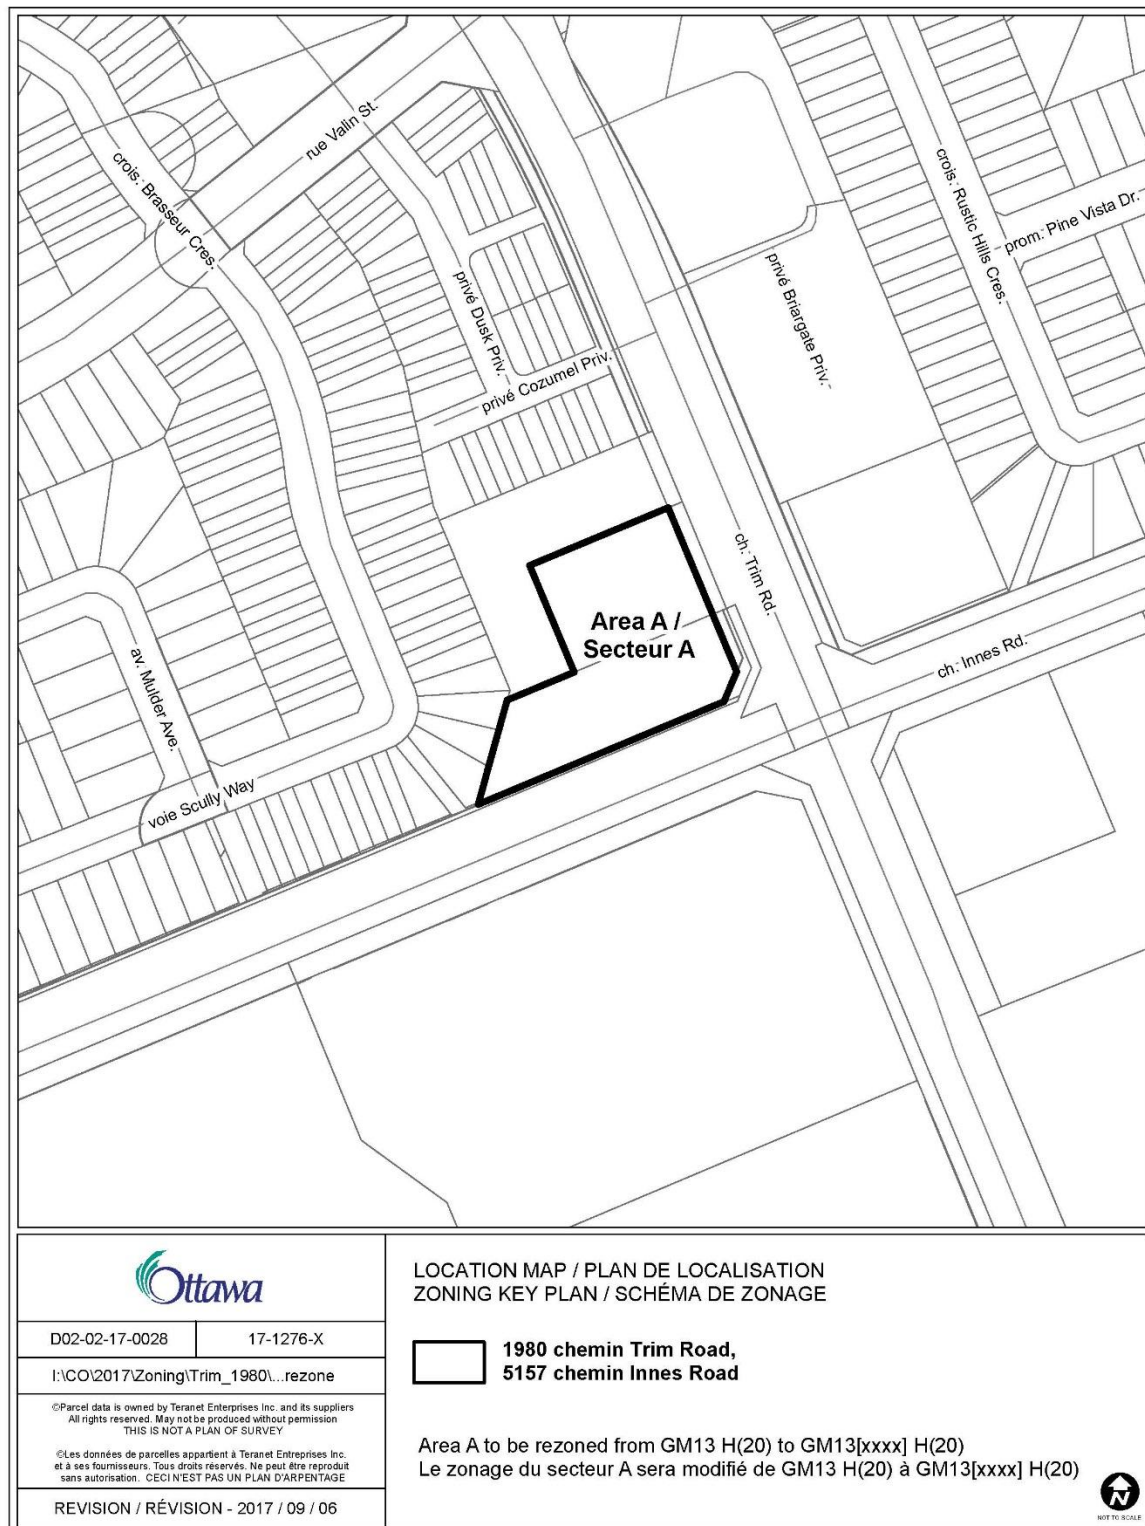 rue Valin St.
crois. Brasseur Cres.
crois. Rustic Hills Cres.
prom. Pine Vista Dr.
privé Dusk Priv.
privé Briargate Priv.
privé Cozumel Priv.
ch. Trim Rd.
Area A /
Secteur A
ch. Innes Rd.
av. Mulder Ave.
voie Scully Way
Ottawa
D02-02-17-0028
17-1276-X
I:\CO\2017\Zoning\Trim_1980\...rezone
©Parcel data is owned by Teranet Enterprises Inc. and its suppliers
All rights reserved. May not be produced without permission
THIS IS NOT A PLAN OF SURVEY
©Les données de parcelles appartient à Teranet Entreprises Inc.
et à ses fournisseurs. Tous droits réservés. Ne peut être reproduit
sans autorisation. CECI N'EST PAS UN PLAN D'ARPENTAGE
REVISION / RÉVISION - 2017 / 09 / 06
LOCATION MAP / PLAN DE LOCALISATION
ZONING KEY PLAN / SCHÉMA DE ZONAGE
1980 chemin Trim Road,
5157 chemin Innes Road
Area A to be rezoned from GM13 H(20) to GM13[xxxx] H(20)
Le zonage du secteur A sera modifié de GM13 H(20) à GM13[xxxx] H(20)
N
NOT TO SCALE